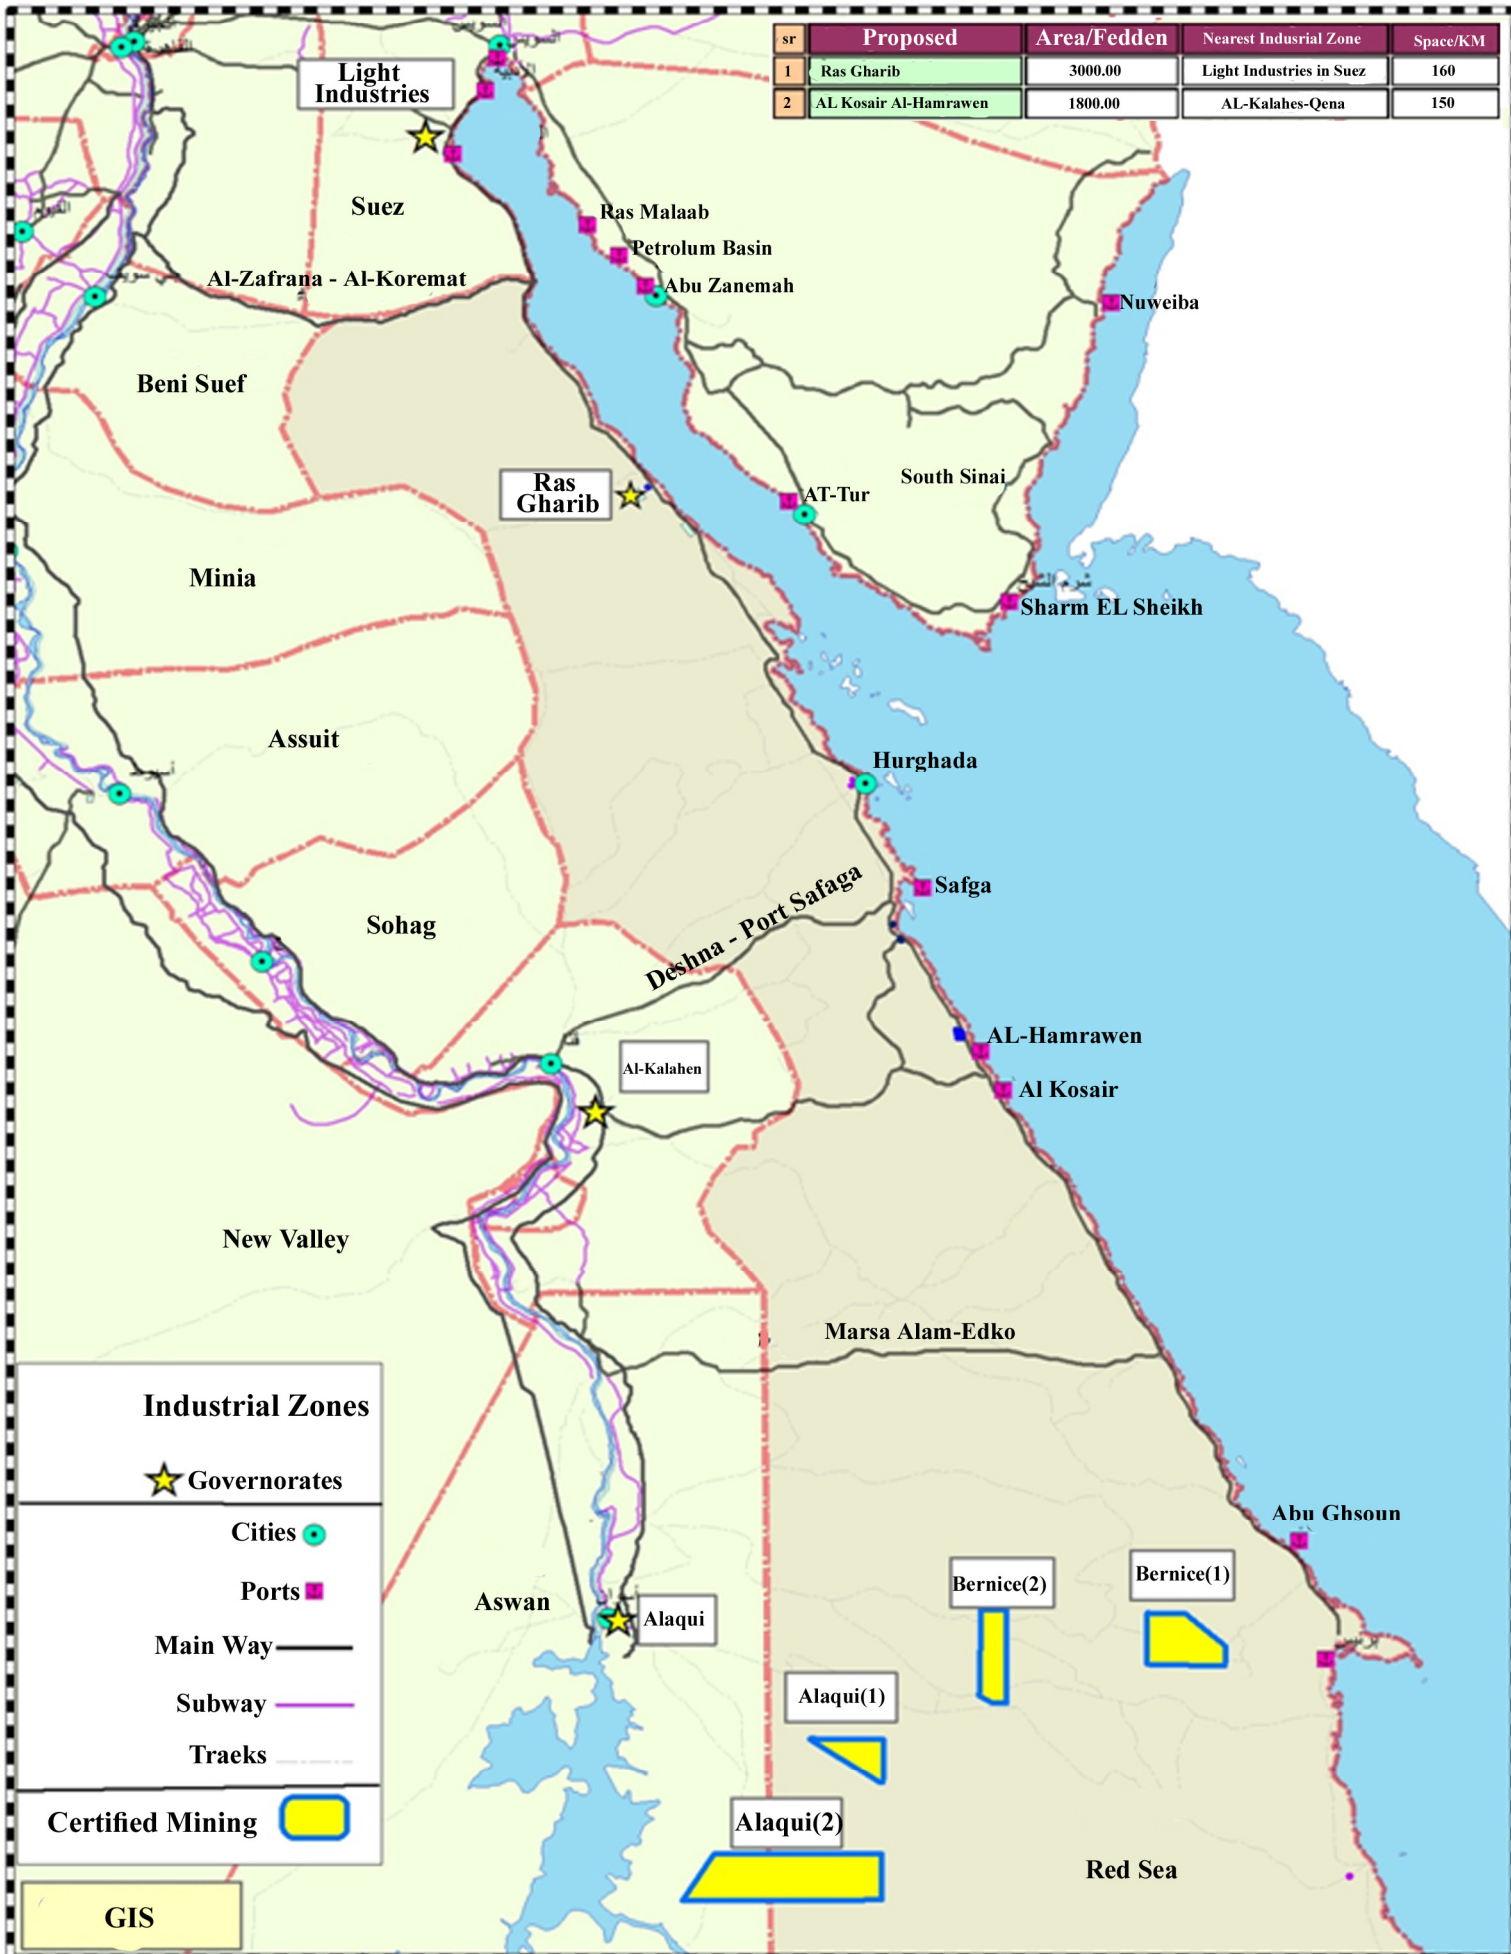 sr Proposed Area/Fedden Nearest Indusrial Zone Space/KM
1 Ras Gharib 3000.00 Light Industries in Suez 160
2 AL Kosair Al-Hamrawen 1800.00 AL-Kalahes-Qena 150
Light
Industries
السويس
Suez
Ras Malaab
Petrolum Basin
Abu Zanemah
Al-Zafrana - Al-Koremat
Nuweiba
Beni Suef
Ras
Gharib
South Sinai
AT-Tur
Minia
شرم الشيخ
Sharm EL Sheikh
Assuit
Hurghada
Safga
Deshna - Port Safaga
Sohag
AL-Hamrawen
Al-Kalahen
Al Kosair
New Valley
Marsa Alam-Edko
Abu Ghsoun
Bernice(2)
Bernice(1)
Aswan
Alaqui
Alaqui(1)
Alaqui(2)
Red Sea
Industrial Zones
Governorates
Cities
Ports
Main Way
Subway
Traeks
Certified Mining
GIS